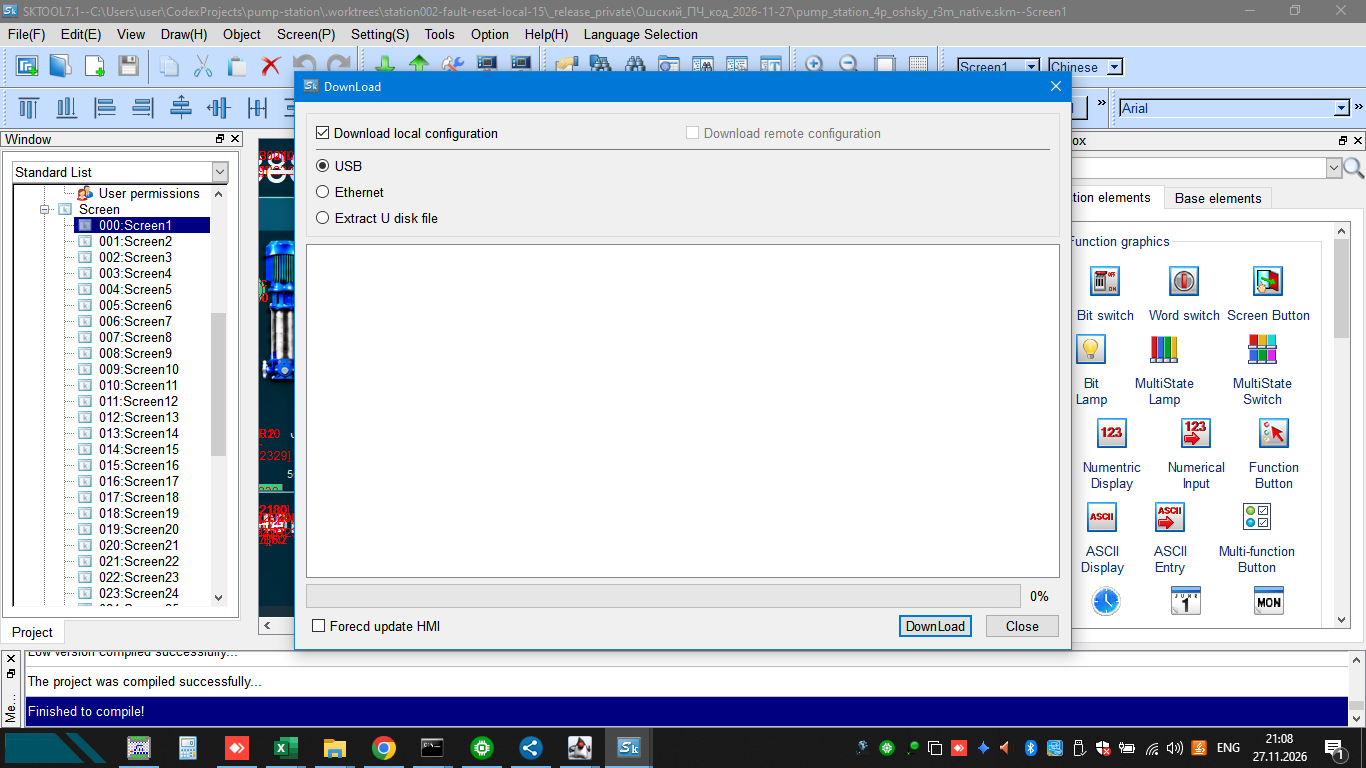 SKTOOL7.1--C:\Users\user\CodexProjects\pump-station\.worktrees\station002-fault-reset-local-15\_release_private\Ошский_ПЧ_код_2026-11-27\pump_station_4p_oshsky_r3m_native.skm--Screen1
File(F) Edit(E) View Draw(H) Object Screen(P) Setting(S) Tools Option Help(H) Language Selection
Screen1 Chinese
Arial
Window
Standard List
User permissions
Screen
000:Screen1
001:Screen2
002:Screen3
003:Screen4
004:Screen5
005:Screen6
006:Screen7
007:Screen8
008:Screen9
009:Screen10
010:Screen11
011:Screen12
012:Screen13
013:Screen14
014:Screen15
015:Screen16
016:Screen17
017:Screen18
018:Screen19
019:Screen20
020:Screen21
021:Screen22
022:Screen23
023:Screen24
Project
DownLoad
Download local configuration Download remote configuration
USB
Ethernet
Extract U disk file
0%
Forecd update HMI DownLoad Close
ox
tion elements Base elements
Function graphics
Bit switch Word switch Screen Button
Bit Lamp
MultiState Lamp
MultiState Switch
Numentric Display
Numerical Input
Function Button
ASCII Display
ASCII Entry
Multi-function Button
Low version compiled successfully...
The project was compiled successfully...
Finished to compile!
Me...
ENG
21:08
27.11.2026